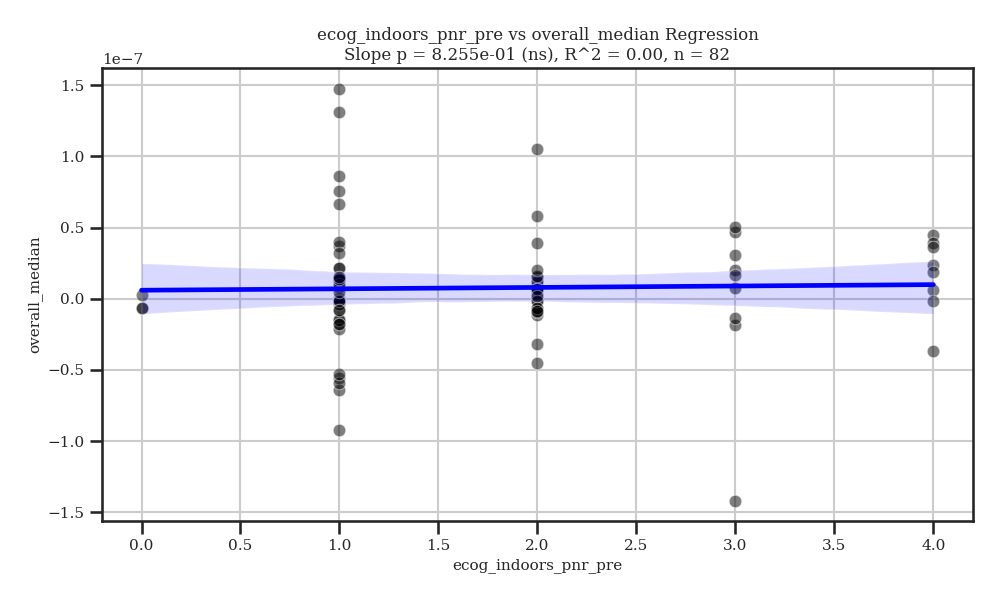 ecog_indoors_pnr_pre vs overall_median Regression
Slope p = 8.255e-01 (ns), R^2 = 0.00, n = 82
1e−7
1.5
1.0
0.5
0.0
−0.5
−1.0
−1.5
overall_median
0.0 0.5 1.0 1.5 2.0 2.5 3.0 3.5 4.0
ecog_indoors_pnr_pre